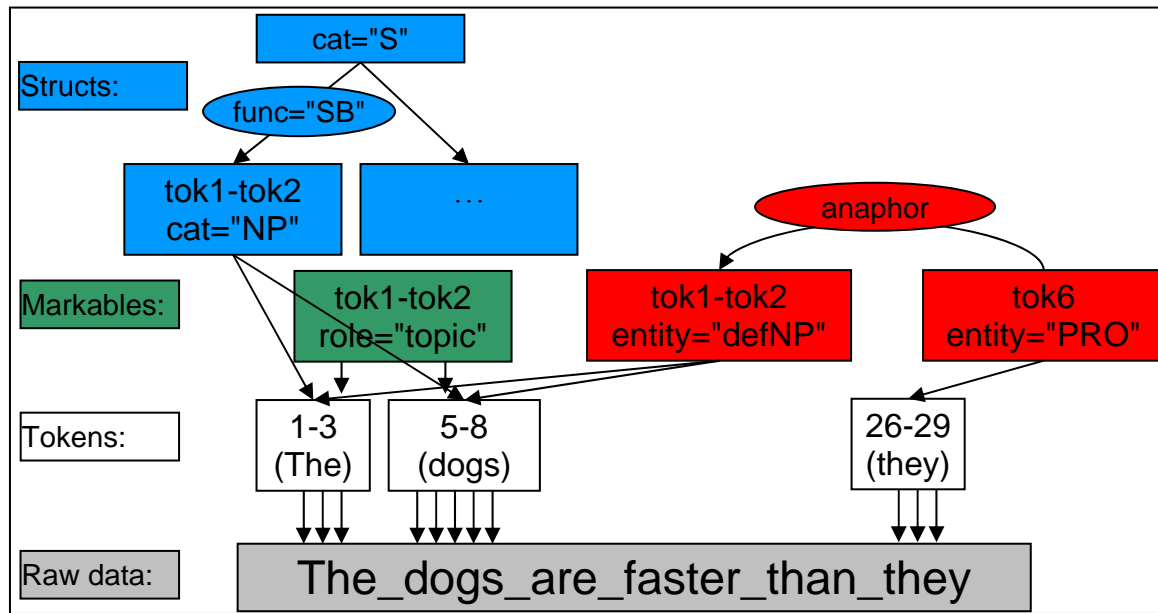 cat="S"
Structs:
func="SB"
tok1-tok2
cat="NP"
...
anaphor
Markables:
tok1-tok2
role="topic"
tok1-tok2
entity="defNP"
tok6
entity="PRO"
Tokens:
1-3
(The)
5-8
(dogs)
26-29
(they)
Raw data:
The_dogs_are_faster_than_they